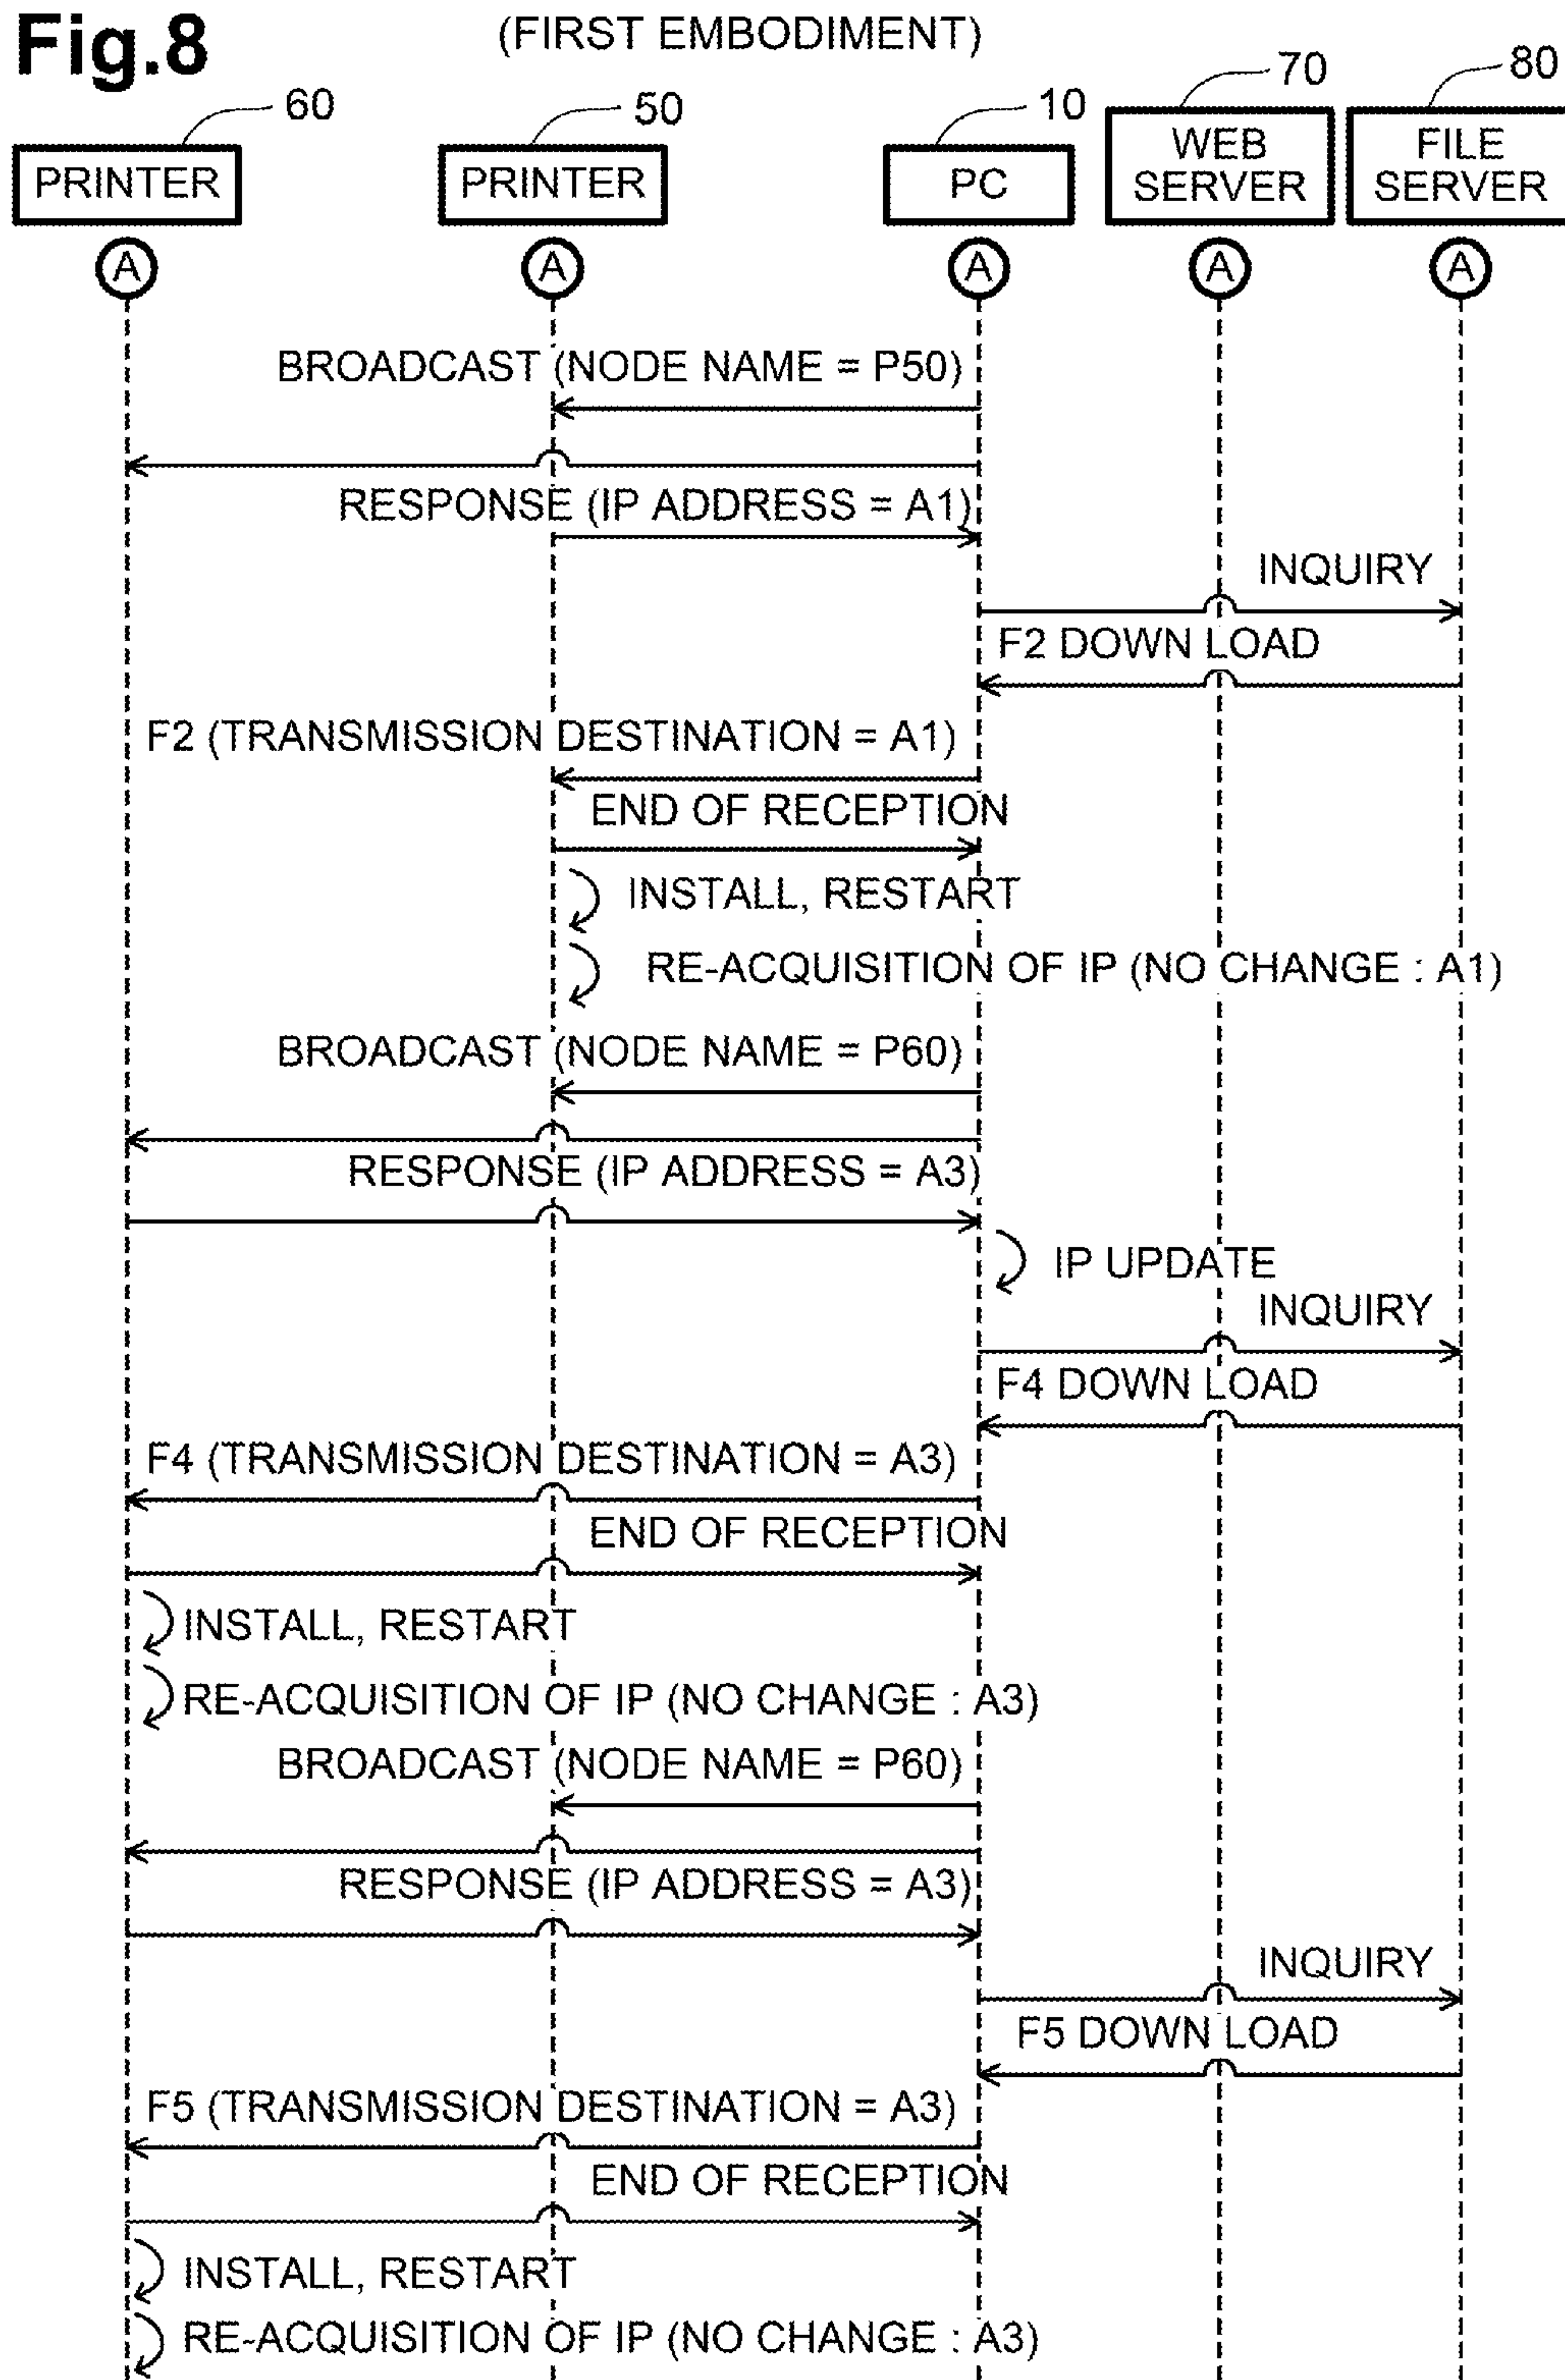 Fig.8
(FIRST EMBODIMENT)
60
50
10
70
80
PRINTER
PRINTER
PC
WEB
SERVER
FILE
SERVER
A
A
A
A
A
BROADCAST (NODE NAME = P50)
RESPONSE (IP ADDRESS = A1)
INQUIRY
F2 DOWN LOAD
F2 (TRANSMISSION DESTINATION = A1)
END OF RECEPTION
INSTALL, RESTART
RE-ACQUISITION OF IP (NO CHANGE : A1)
BROADCAST (NODE NAME = P60)
RESPONSE (IP ADDRESS = A3)
IP UPDATE
INQUIRY
F4 DOWN LOAD
F4 (TRANSMISSION DESTINATION = A3)
END OF RECEPTION
INSTALL, RESTART
RE-ACQUISITION OF IP (NO CHANGE : A3)
BROADCAST (NODE NAME = P60)
RESPONSE (IP ADDRESS = A3)
INQUIRY
F5 DOWN LOAD
F5 (TRANSMISSION DESTINATION = A3)
END OF RECEPTION
INSTALL, RESTART
RE-ACQUISITION OF IP (NO CHANGE : A3)